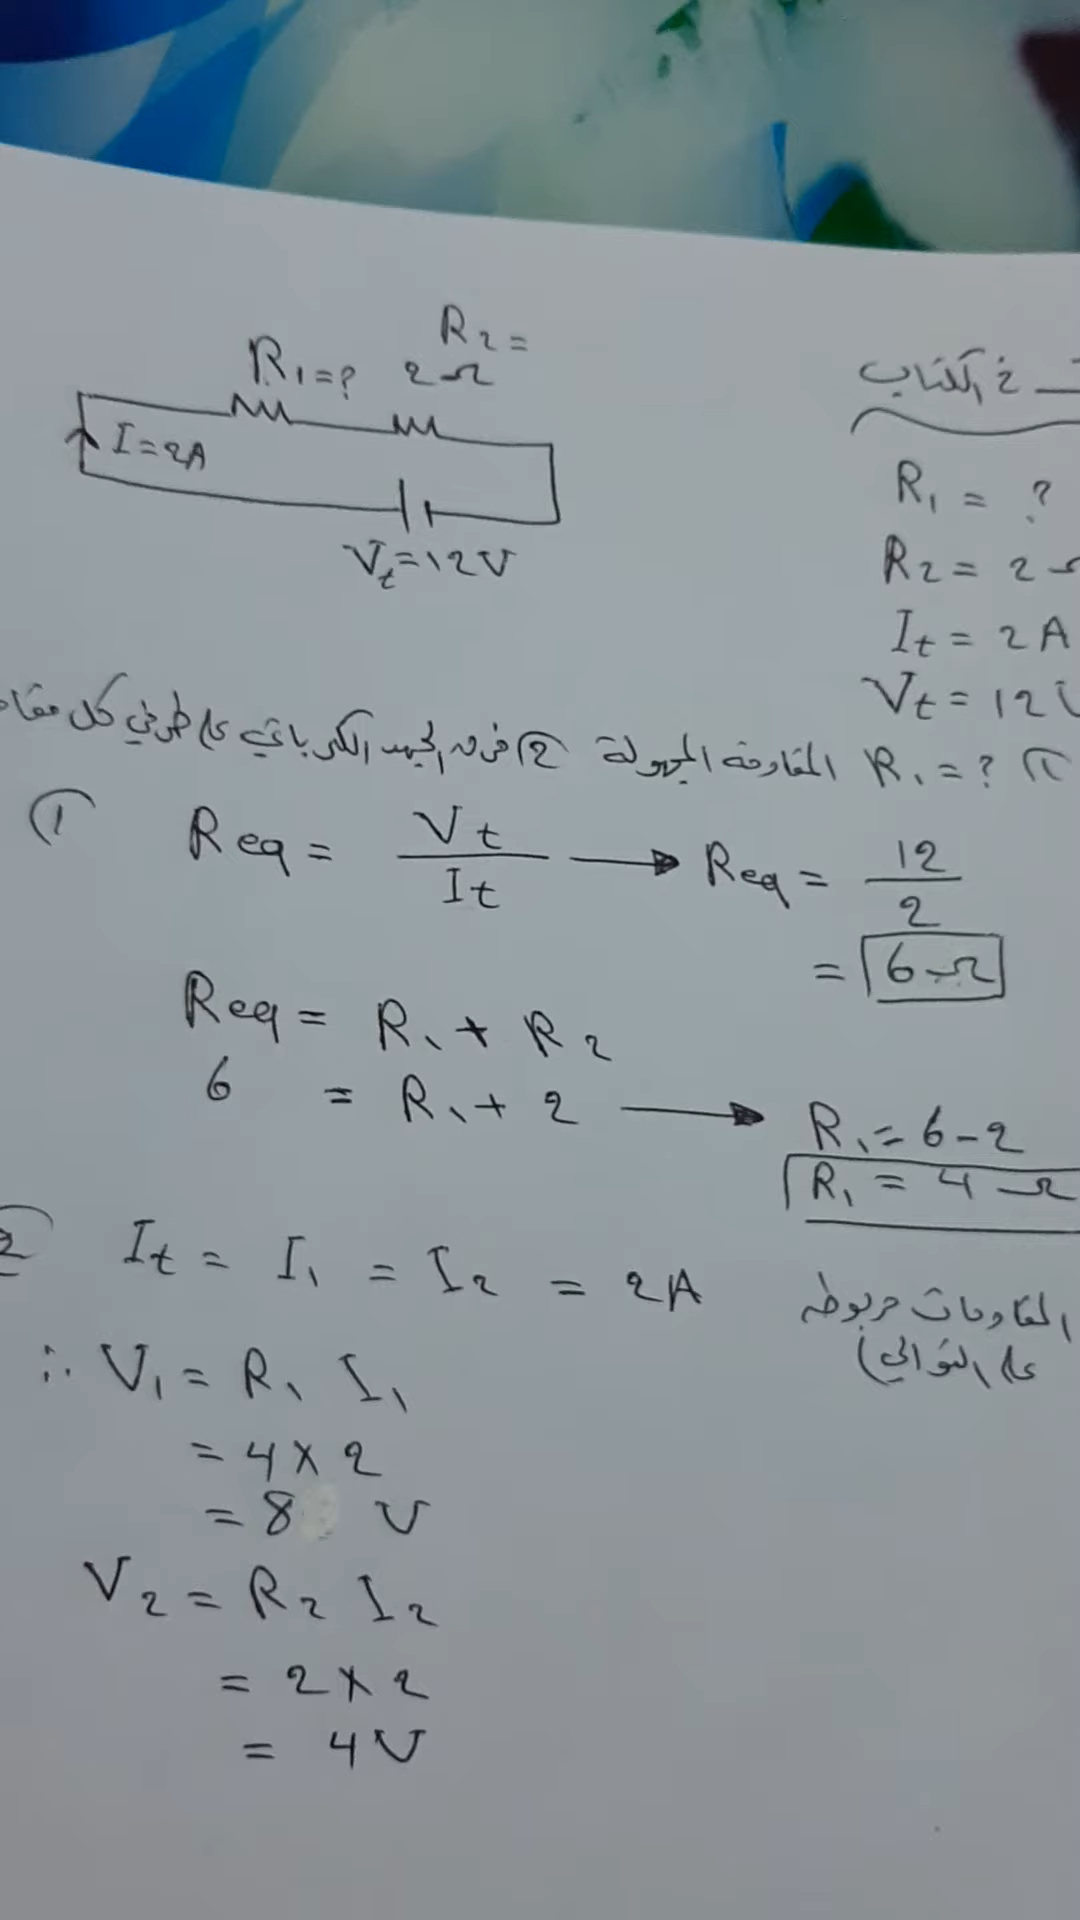 R2 =
R1=? 2Ω
I=2A
Vt=12V
في الكتاب
R1 = ?
R2 = 2Ω
It = 2A
Vt = 12
1) R1=? المقاومة المجهولة 2) فرق الجهد الكهربائي على طرفي كل
1) Req = Vt / It → Req = 12 / 2
= 6Ω
Req = R1 + R2
6 = R1 + 2 → R1 = 6-2
R1 = 4Ω
2) It = I1 = I2 = 2A المقاومات مربوطة
على التوالي)
∴ V1 = R1 I1
= 4 × 2
= 8 V
V2 = R2 I2
= 2 × 2
= 4V